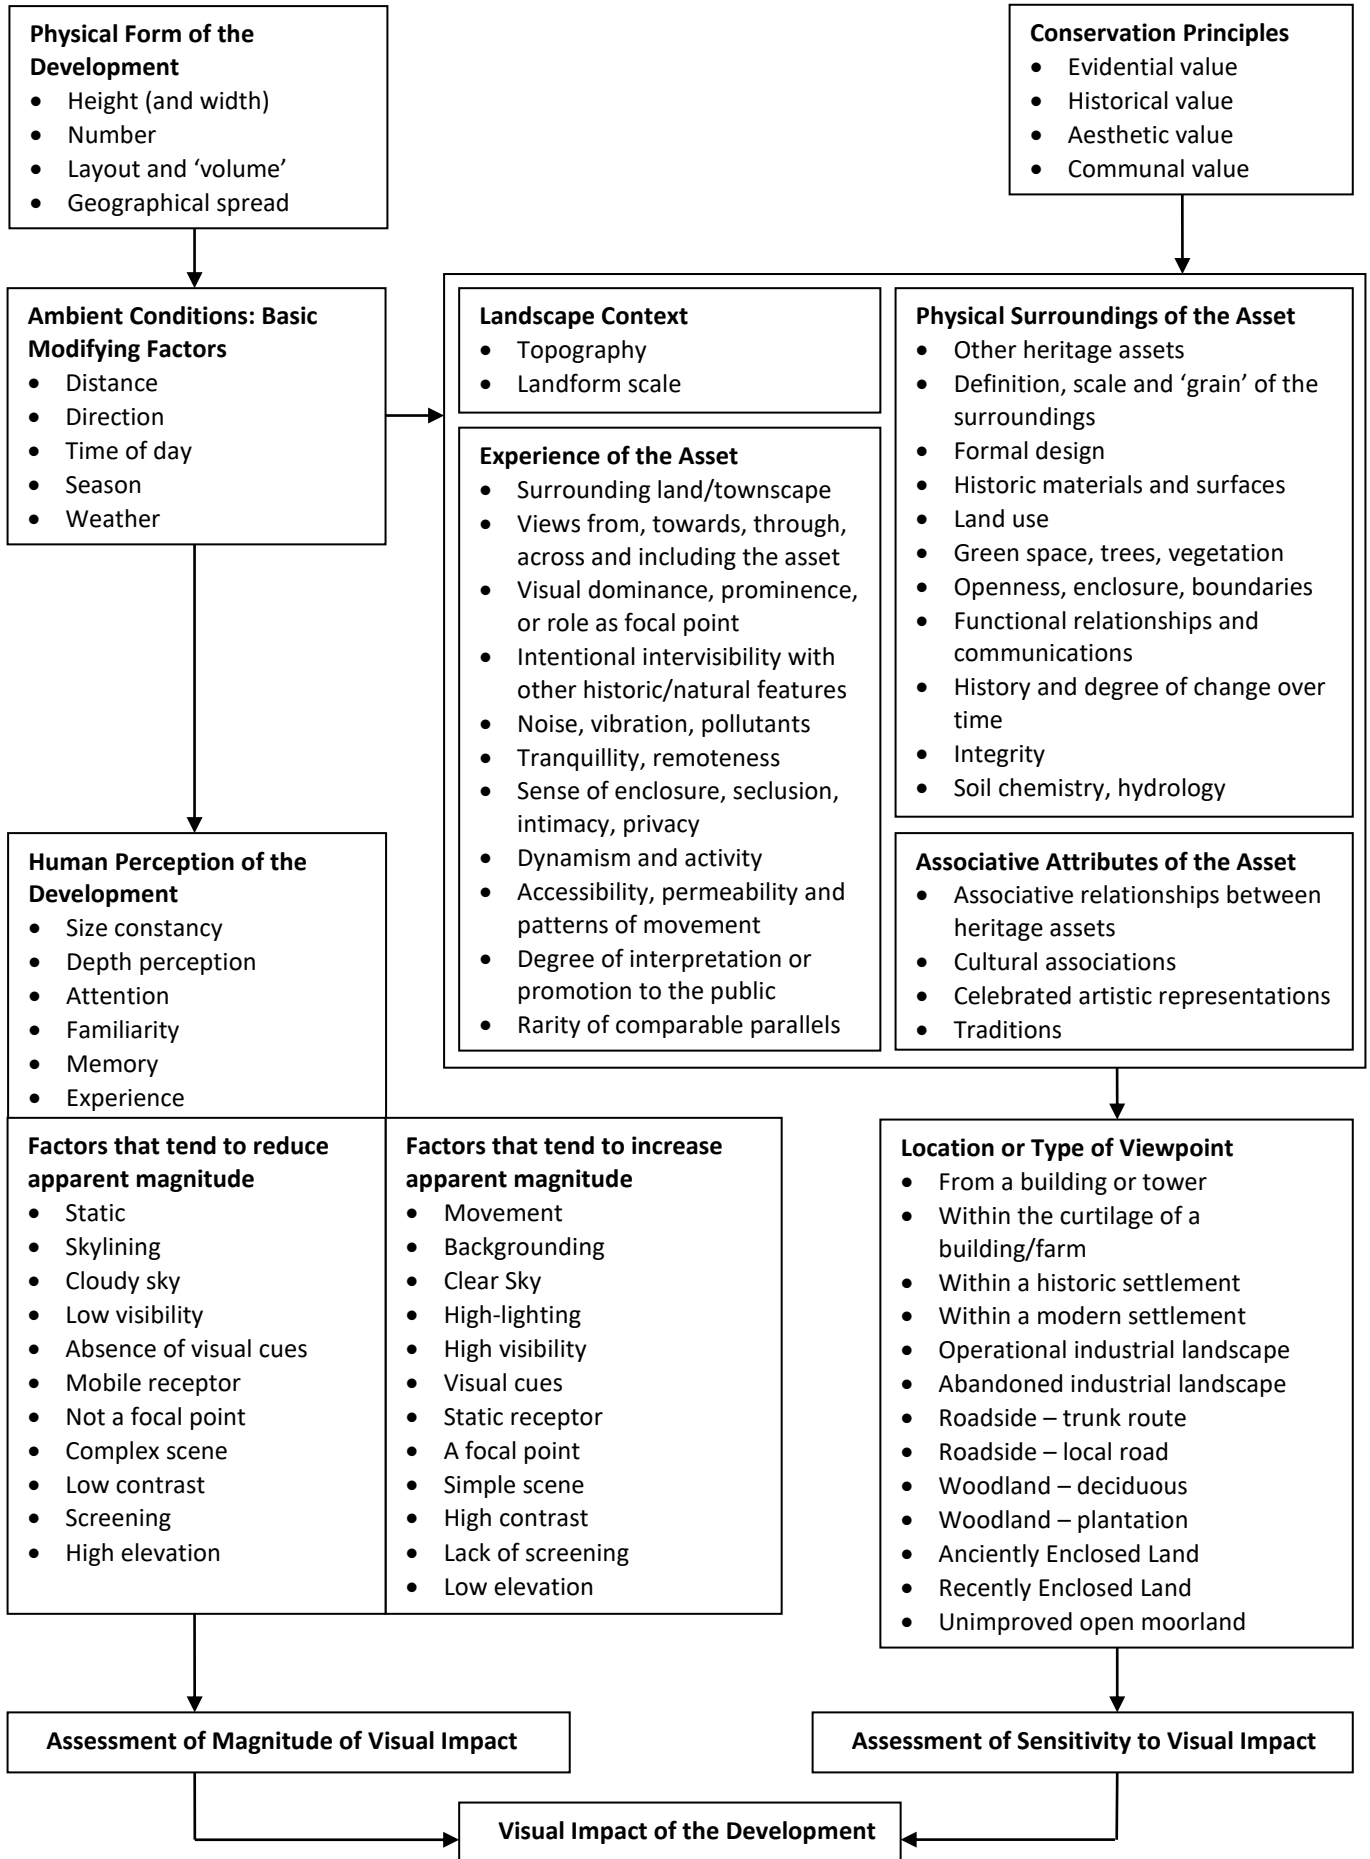 Physical Form of the
Development
• Height (and width)
• Number
• Layout and ‘volume’
• Geographical spread
Conservation Principles
• Evidential value
• Historical value
• Aesthetic value
• Communal value
Ambient Conditions: Basic
Modifying Factors
• Distance
• Direction
• Time of day
• Season
• Weather
Landscape Context
• Topography
• Landform scale
Experience of the Asset
• Surrounding land/townscape
• Views from, towards, through,
across and including the asset
• Visual dominance, prominence,
or role as focal point
• Intentional intervisibility with
other historic/natural features
• Noise, vibration, pollutants
• Tranquillity, remoteness
• Sense of enclosure, seclusion,
intimacy, privacy
• Dynamism and activity
• Accessibility, permeability and
patterns of movement
• Degree of interpretation or
promotion to the public
• Rarity of comparable parallels
Physical Surroundings of the Asset
• Other heritage assets
• Definition, scale and ‘grain’ of the
surroundings
• Formal design
• Historic materials and surfaces
• Land use
• Green space, trees, vegetation
• Openness, enclosure, boundaries
• Functional relationships and
communications
• History and degree of change over
time
• Integrity
• Soil chemistry, hydrology
Associative Attributes of the Asset
• Associative relationships between
heritage assets
• Cultural associations
• Celebrated artistic representations
• Traditions
Human Perception of the
Development
• Size constancy
• Depth perception
• Attention
• Familiarity
• Memory
• Experience
Factors that tend to reduce
apparent magnitude
• Static
• Skylining
• Cloudy sky
• Low visibility
• Absence of visual cues
• Mobile receptor
• Not a focal point
• Complex scene
• Low contrast
• Screening
• High elevation
Factors that tend to increase
apparent magnitude
• Movement
• Backgrounding
• Clear Sky
• High-lighting
• High visibility
• Visual cues
• Static receptor
• A focal point
• Simple scene
• High contrast
• Lack of screening
• Low elevation
Location or Type of Viewpoint
• From a building or tower
• Within the curtilage of a
building/farm
• Within a historic settlement
• Within a modern settlement
• Operational industrial landscape
• Abandoned industrial landscape
• Roadside – trunk route
• Roadside – local road
• Woodland – deciduous
• Woodland – plantation
• Anciently Enclosed Land
• Recently Enclosed Land
• Unimproved open moorland
Assessment of Magnitude of Visual Impact
Assessment of Sensitivity to Visual Impact
Visual Impact of the Development